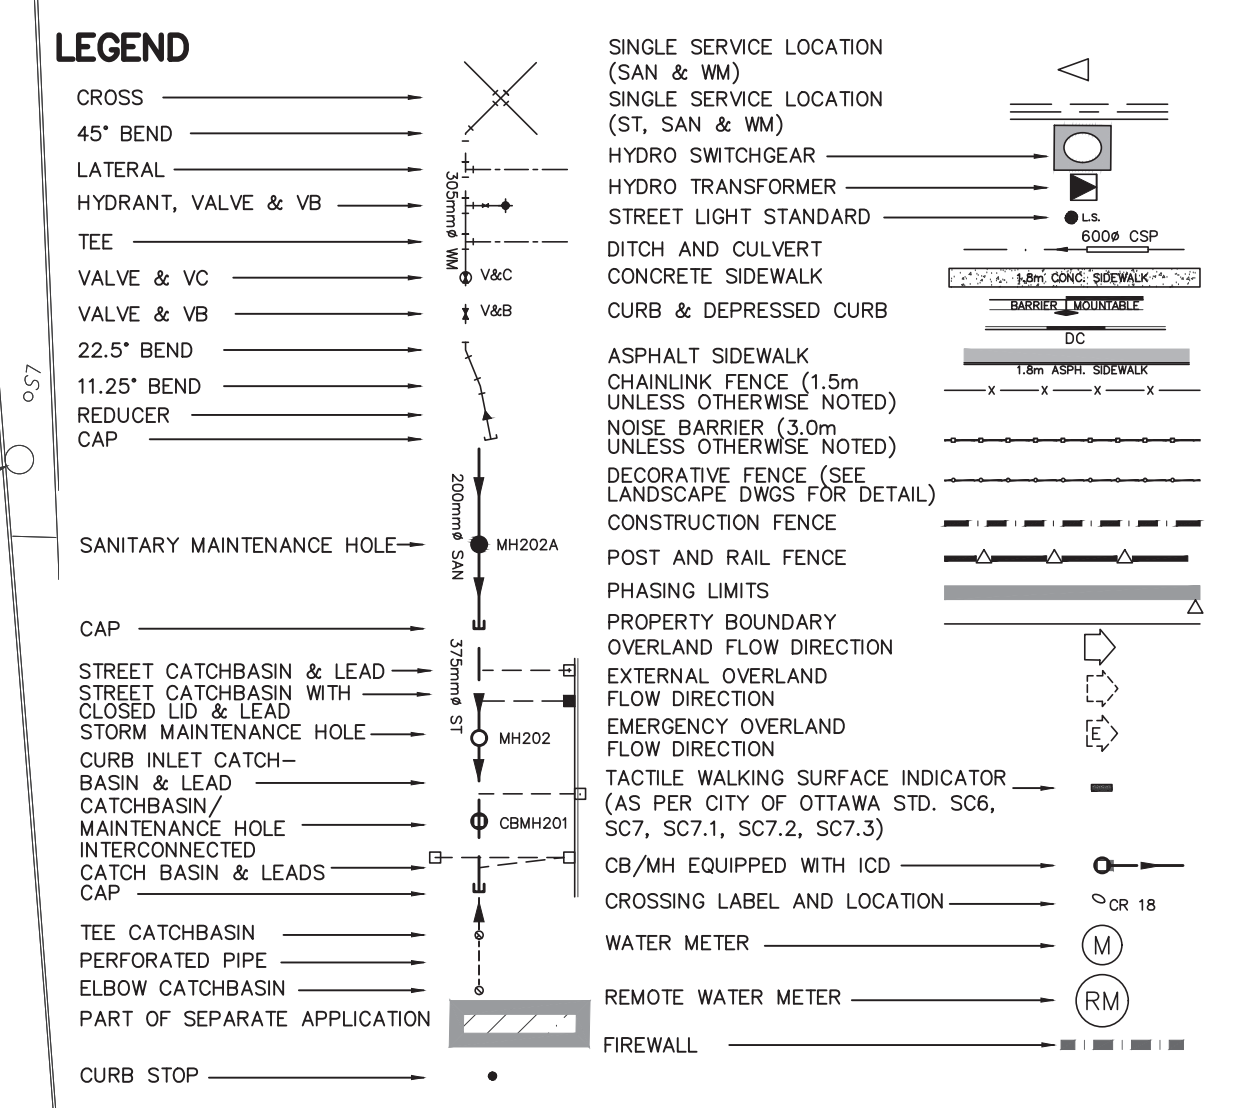 LEGEND
CROSS
45° BEND
LATERAL
HYDRANT, VALVE & VB
TEE
VALVE & VC
VALVE & VB
22.5° BEND
11.25° BEND
REDUCER
CAP
SANITARY MAINTENANCE HOLE
CAP
STREET CATCHBASIN & LEAD
STREET CATCHBASIN WITH
CLOSED LID & LEAD
STORM MAINTENANCE HOLE
CURB INLET CATCH-
BASIN & LEAD
CATCHBASIN/
MAINTENANCE HOLE
INTERCONNECTED
CATCH BASIN & LEADS
CAP
TEE CATCHBASIN
PERFORATED PIPE
ELBOW CATCHBASIN
PART OF SEPARATE APPLICATION
CURB STOP
305mmø WM
V&C
V&B
200mmø SAN
MH202A
375mmø ST
MH202
CBMH201
SINGLE SERVICE LOCATION
(SAN & WM)
SINGLE SERVICE LOCATION
(ST, SAN & WM)
HYDRO SWITCHGEAR
HYDRO TRANSFORMER
STREET LIGHT STANDARD
L.S.
DITCH AND CULVERT
600ø CSP
CONCRETE SIDEWALK
1.8m CONC. SIDEWALK
CURB & DEPRESSED CURB
BARRIER MOUNTABLE
DC
ASPHALT SIDEWALK
1.8m ASPH. SIDEWALK
CHAINLINK FENCE (1.5m
UNLESS OTHERWISE NOTED)
X X X X
NOISE BARRIER (3.0m
UNLESS OTHERWISE NOTED)
DECORATIVE FENCE (SEE
LANDSCAPE DWGS FOR DETAIL)
CONSTRUCTION FENCE
POST AND RAIL FENCE
PHASING LIMITS
PROPERTY BOUNDARY
OVERLAND FLOW DIRECTION
EXTERNAL OVERLAND
FLOW DIRECTION
EMERGENCY OVERLAND
FLOW DIRECTION
E
TACTILE WALKING SURFACE INDICATOR
(AS PER CITY OF OTTAWA STD. SC6,
SC7, SC7.1, SC7.2, SC7.3)
CB/MH EQUIPPED WITH ICD
CROSSING LABEL AND LOCATION
CR 18
WATER METER
M
REMOTE WATER METER
RM
FIREWALL